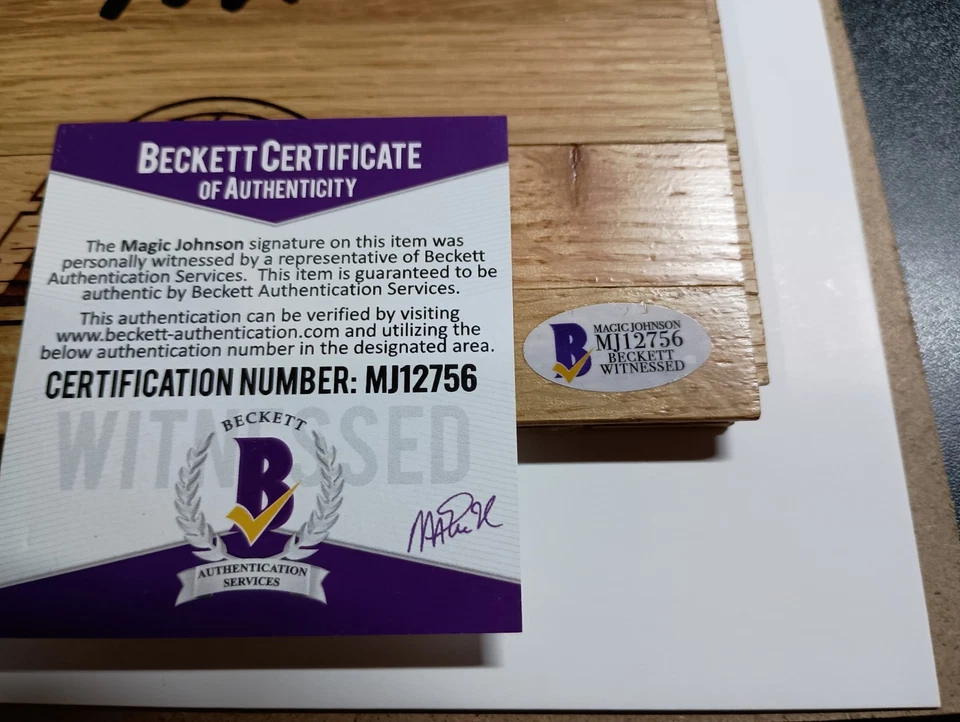 BECKETT CERTIFICATE
OF AUTHENTICITY
The Magic Johnson signature on this item was
personally witnessed by a representative of Beckett
Authentication Services. This item is guaranteed to be
authentic by Beckett Authentication Services.
This authentication can be verified by visiting
www.beckett-authentication.com and utilizing the
below authentication number in the designated area.
CERTIFICATION NUMBER: MJ12756
WITNESSED
BECKETT
B
AUTHENTICATION
SERVICES
B
MAGIC JOHNSON
MJ12756
BECKETT
WITNESSED